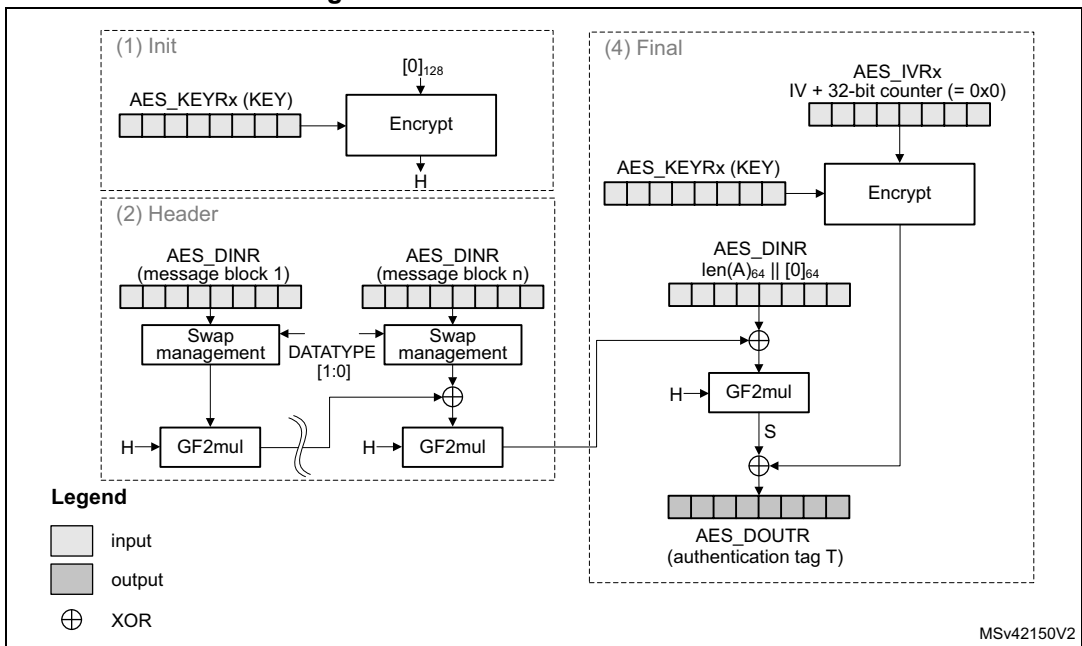 (1) Init
[0]128
AES_KEYRx (KEY)
Encrypt
H
(2) Header
AES_DINR
(message block 1)
AES_DINR
(message block n)
Swap
management
DATATYPE
[1:0]
Swap
management
H
GF2mul
H
GF2mul
(4) Final
AES_IVRx
IV + 32-bit counter (= 0x0)
AES_KEYRx (KEY)
Encrypt
AES_DINR
len(A)64 || [0]64
H
GF2mul
S
AES_DOUTR
(authentication tag T)
Legend
input
output
XOR
MSv42150V2